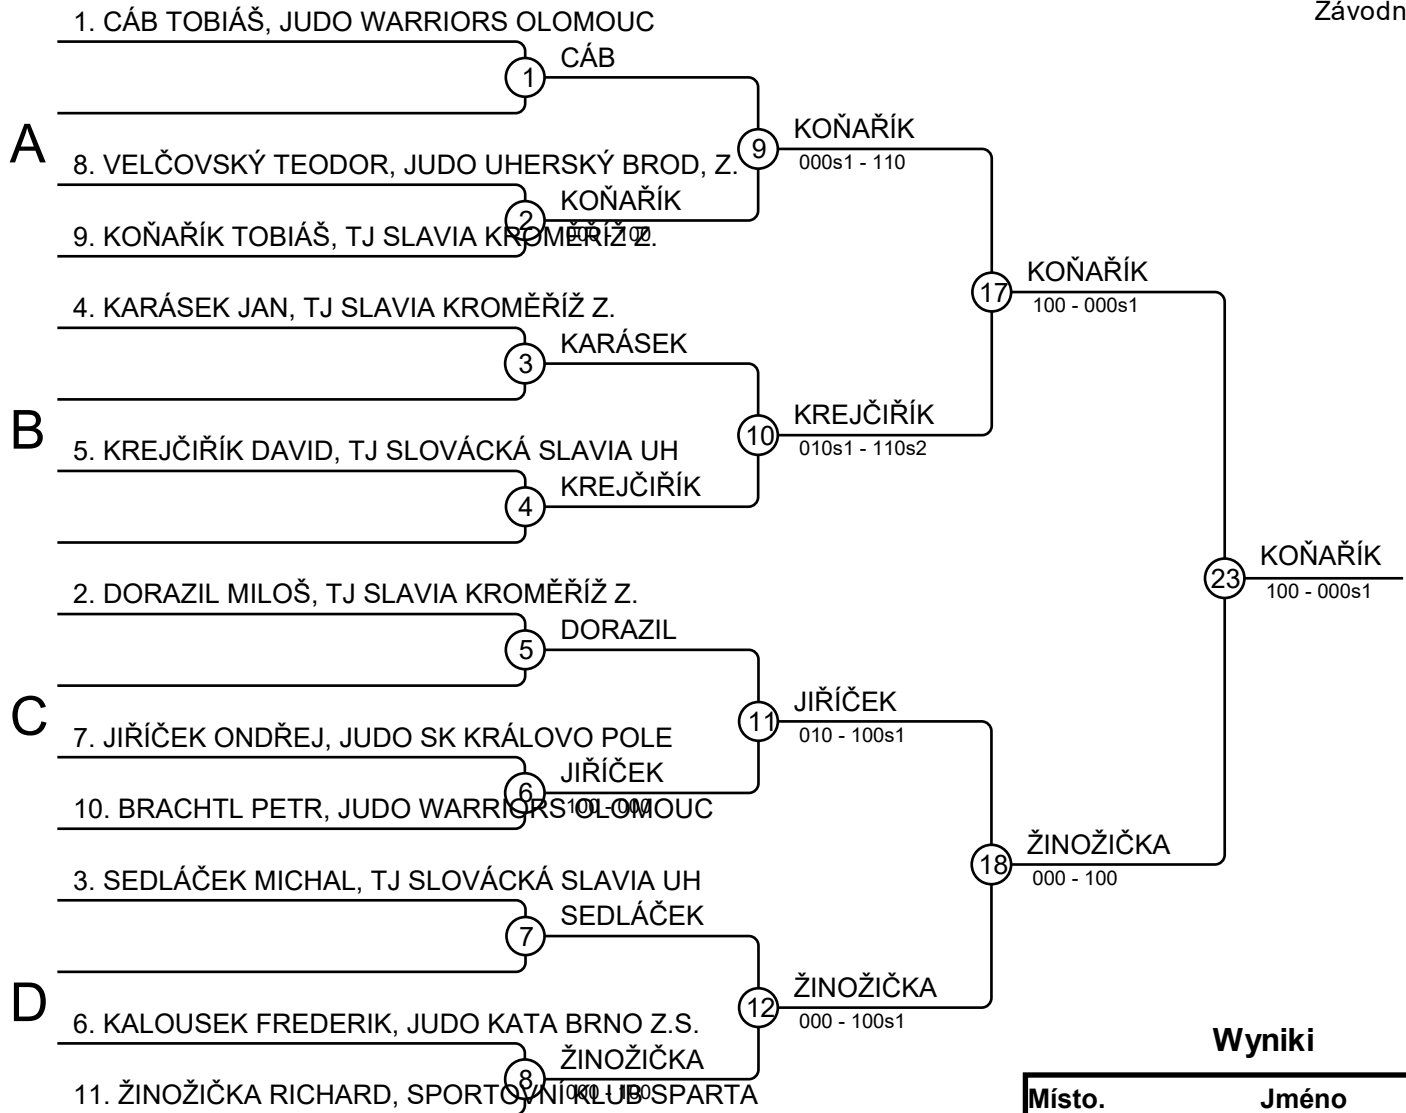 Závodn
1. CÁB TOBIÁŠ, JUDO WARRIORS OLOMOUC
CÁB
1
A
KOŇAŘÍK
9
000s1 - 110
8. VELČOVSKÝ TEODOR, JUDO UHERSKÝ BROD, Z.
KOŇAŘÍK
2
000 - 100
9. KOŇAŘÍK TOBIÁŠ, TJ SLAVIA KROMĚŘÍŽ Z.
KOŇAŘÍK
17
100 - 000s1
4. KARÁSEK JAN, TJ SLAVIA KROMĚŘÍŽ Z.
KARÁSEK
3
B
KREJČIŘÍK
10
010s1 - 110s2
5. KREJČIŘÍK DAVID, TJ SLOVÁCKÁ SLAVIA UH
KREJČIŘÍK
4
KOŇAŘÍK
23
100 - 000s1
2. DORAZIL MILOŠ, TJ SLAVIA KROMĚŘÍŽ Z.
DORAZIL
5
C
JIŘÍČEK
11
010 - 100s1
7. JIŘÍČEK ONDŘEJ, JUDO SK KRÁLOVO POLE
JIŘÍČEK
6
100 - 000
10. BRACHTL PETR, JUDO WARRIORS OLOMOUC
ŽINOŽIČKA
18
000 - 100
3. SEDLÁČEK MICHAL, TJ SLOVÁCKÁ SLAVIA UH
SEDLÁČEK
7
D
ŽINOŽIČKA
12
000 - 100s1
6. KALOUSEK FREDERIK, JUDO KATA BRNO Z.S.
ŽINOŽIČKA
8
000 - 100
11. ŽINOŽIČKA RICHARD, SPORTOVNÍ KLUB SPARTA
Wyniki
Místo. Jméno